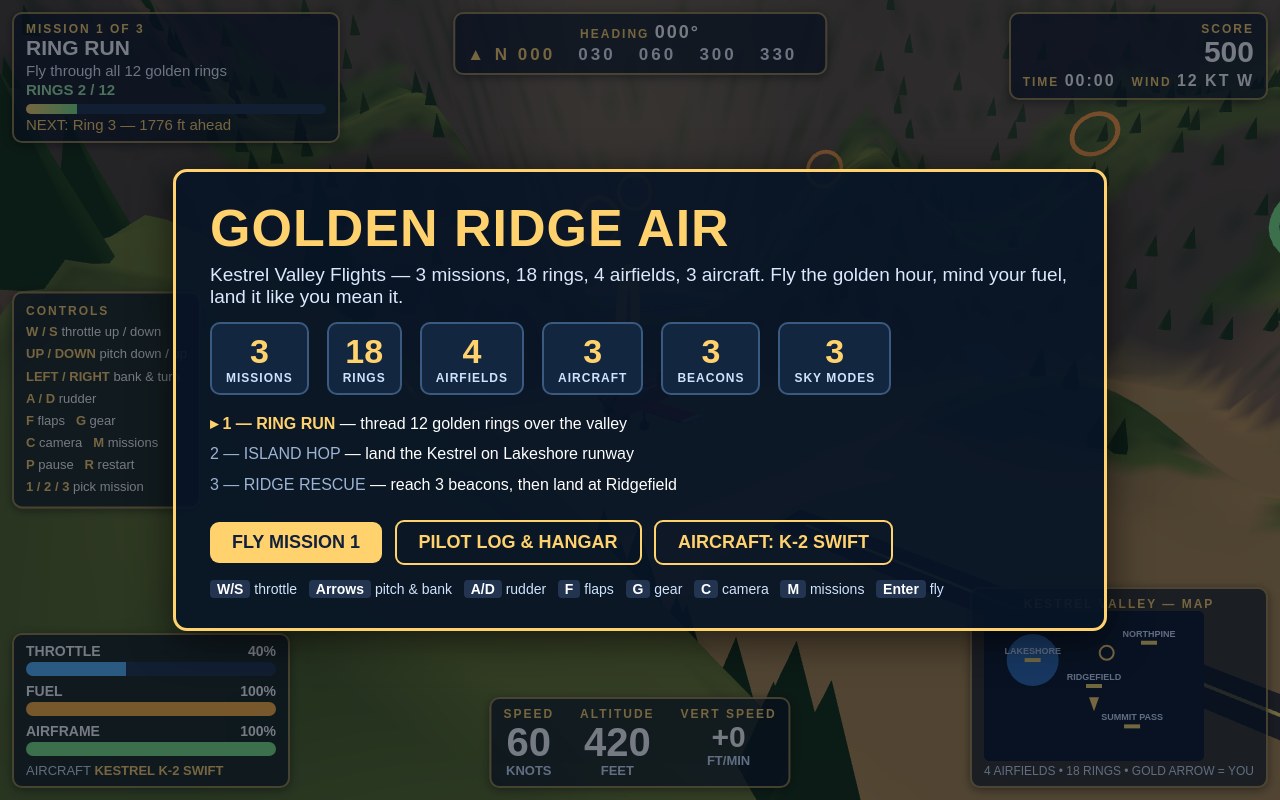 MISSION 1 OF 3
RING RUN
Fly through all 12 golden rings
RINGS 2 / 12
NEXT: Ring 3 — 1776 ft ahead
HEADING 000°
▲ N 000 030 060 300 330
SCORE
500
TIME 00:00 WIND 12 KT W
GOLDEN RIDGE AIR
Kestrel Valley Flights — 3 missions, 18 rings, 4 airfields, 3 aircraft. Fly the golden hour, mind your fuel,
land it like you mean it.
3 MISSIONS
18 RINGS
4 AIRFIELDS
3 AIRCRAFT
3 BEACONS
3 SKY MODES
▸ 1 — RING RUN — thread 12 golden rings over the valley
2 — ISLAND HOP — land the Kestrel on Lakeshore runway
3 — RIDGE RESCUE — reach 3 beacons, then land at Ridgefield
FLY MISSION 1
PILOT LOG & HANGAR
AIRCRAFT: K-2 SWIFT
W/S throttle Arrows pitch & bank A/D rudder F flaps G gear C camera M missions Enter fly
CONTROLS
W / S throttle up / down
UP / DOWN pitch down /
LEFT / RIGHT bank & turn
A / D rudder
F flaps G gear
C camera M missions
P pause R restart
1 / 2 / 3 pick mission
THROTTLE 40%
FUEL 100%
AIRFRAME 100%
AIRCRAFT KESTREL K-2 SWIFT
SPEED
60
KNOTS
ALTITUDE
420
FEET
VERT SPEED
+0
FT/MIN
KESTREL VALLEY — MAP
NORTHPINE
LAKESHORE
RIDGEFIELD
SUMMIT PASS
4 AIRFIELDS • 18 RINGS • GOLD ARROW = YOU